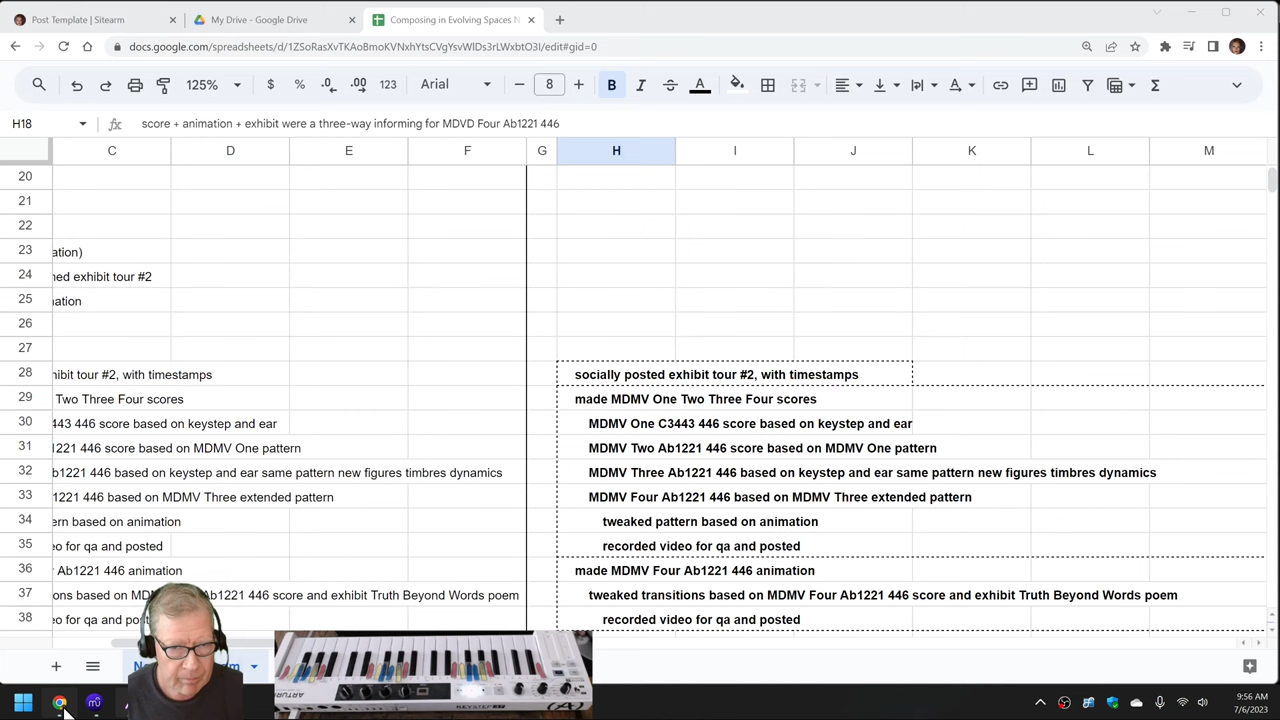 Post Template | Sitearm
My Drive - Google Drive
Composing in Evolving Spaces N
docs.google.com/spreadsheets/d/1ZSoRasXvTKAoBmoKVNxhYtsCVgYsvWlDs3rLWxbtO3I/edit#gid=0
125%
$ % .0 .00 123
Arial
8
B I A
H18
score + animation + exhibit were a three-way informing for MDVD Four Ab1221 446
C D E F G H I J K L M
20
21
22
23 ation)
24 ned exhibit tour #2
25 nation
26
27
28 hibit tour #2, with timestamps socially posted exhibit tour #2, with timestamps
29 Two Three Four scores made MDMV One Two Three Four scores
30 443 446 score based on keystep and ear MDMV One C3443 446 score based on keystep and ear
31 1221 446 score based on MDMV One pattern MDMV Two Ab1221 446 score based on MDMV One pattern
32 b1221 446 based on keystep and ear same pattern new figures timbres dynamics MDMV Three Ab1221 446 based on keystep and ear same pattern new figures timbres dynamics
33 1221 446 based on MDMV Three extended pattern MDMV Four Ab1221 446 based on MDMV Three extended pattern
34 ern based on animation tweaked pattern based on animation
35 eo for qa and posted recorded video for qa and posted
36 Ab1221 446 animation made MDMV Four Ab1221 446 animation
37 ons based on MD b1221 446 score and exhibit Truth Beyond Words poem tweaked transitions based on MDMV Four Ab1221 446 score and exhibit Truth Beyond Words poem
38 eo for qa a recorded video for qa and posted
ARTURIA
KEYSTEP 37
9:56 AM
7/6/2023